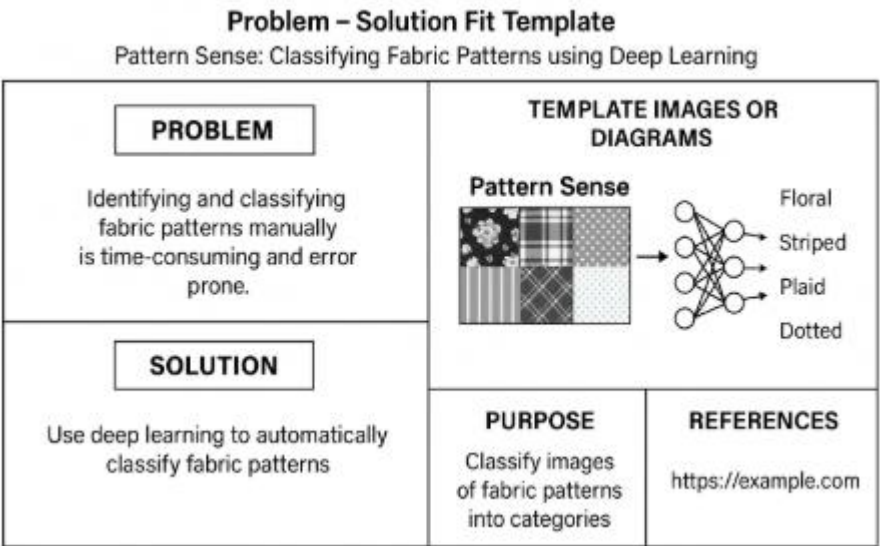 Problem – Solution Fit Template
Pattern Sense: Classifying Fabric Patterns using Deep Learning
PROBLEM
Identifying and classifying
fabric patterns manually
is time-consuming and error
prone.
SOLUTION
Use deep learning to automatically
classify fabric patterns
TEMPLATE IMAGES OR
DIAGRAMS
Pattern Sense
Floral
Striped
Plaid
Dotted
PURPOSE
Classify images
of fabric patterns
into categories
REFERENCES
https://example.com